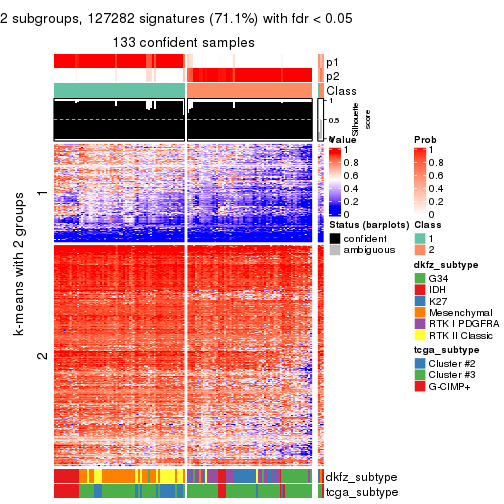 2 subgroups, 127282 signatures (71.1%) with fdr < 0.05
133 confident samples
p1
p2
Class
1
0.5
0
Silhouette
score
k-means with 2 groups
1
2
Value
1
0.8
0.6
0.4
0.2
0
Prob
1
0.8
0.6
0.4
0.2
0
Status (barplots)
confident
ambiguous
Class
1
2
dkfz_subtype
G34
IDH
K27
Mesenchymal
RTK I PDGFRA
RTK II Classic
tcga_subtype
Cluster #2
Cluster #3
G-CIMP+
dkfz_subtype
tcga_subtype